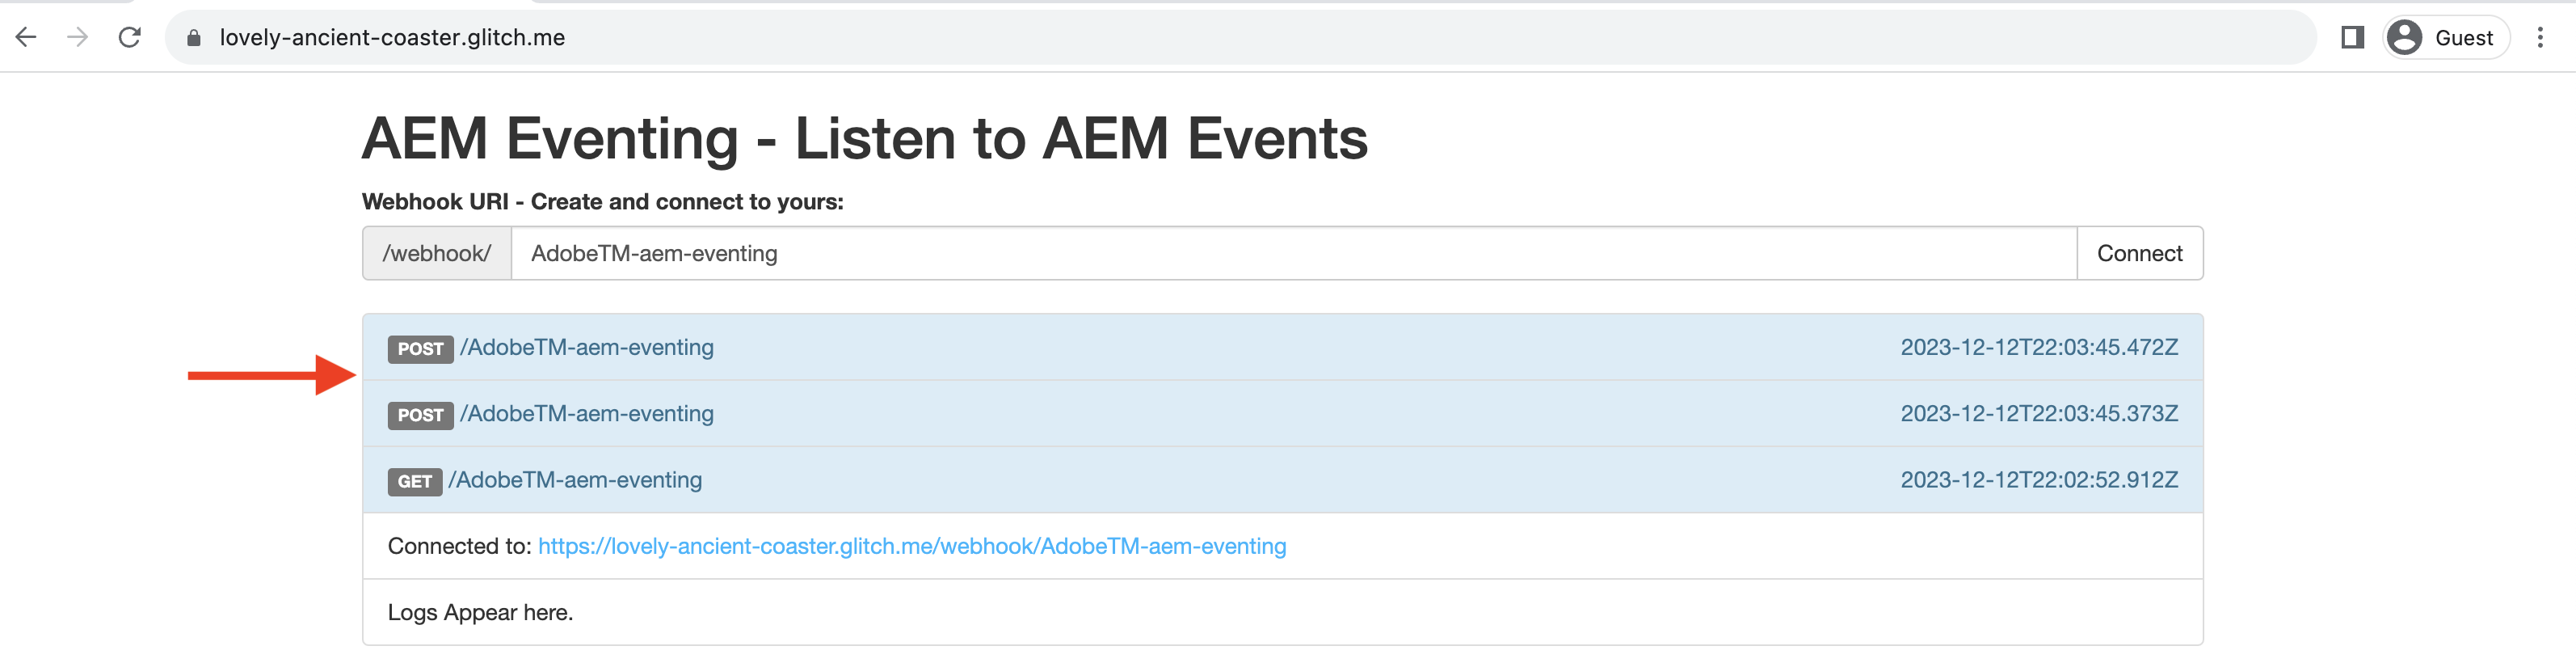 lovely-ancient-coaster.glitch.me
Guest
AEM Eventing - Listen to AEM Events
Webhook URI - Create and connect to yours:
/webhook/ AdobeTM-aem-eventing Connect
POST /AdobeTM-aem-eventing 2023-12-12T22:03:45.472Z
POST /AdobeTM-aem-eventing 2023-12-12T22:03:45.373Z
GET /AdobeTM-aem-eventing 2023-12-12T22:02:52.912Z
Connected to: https://lovely-ancient-coaster.glitch.me/webhook/AdobeTM-aem-eventing
Logs Appear here.